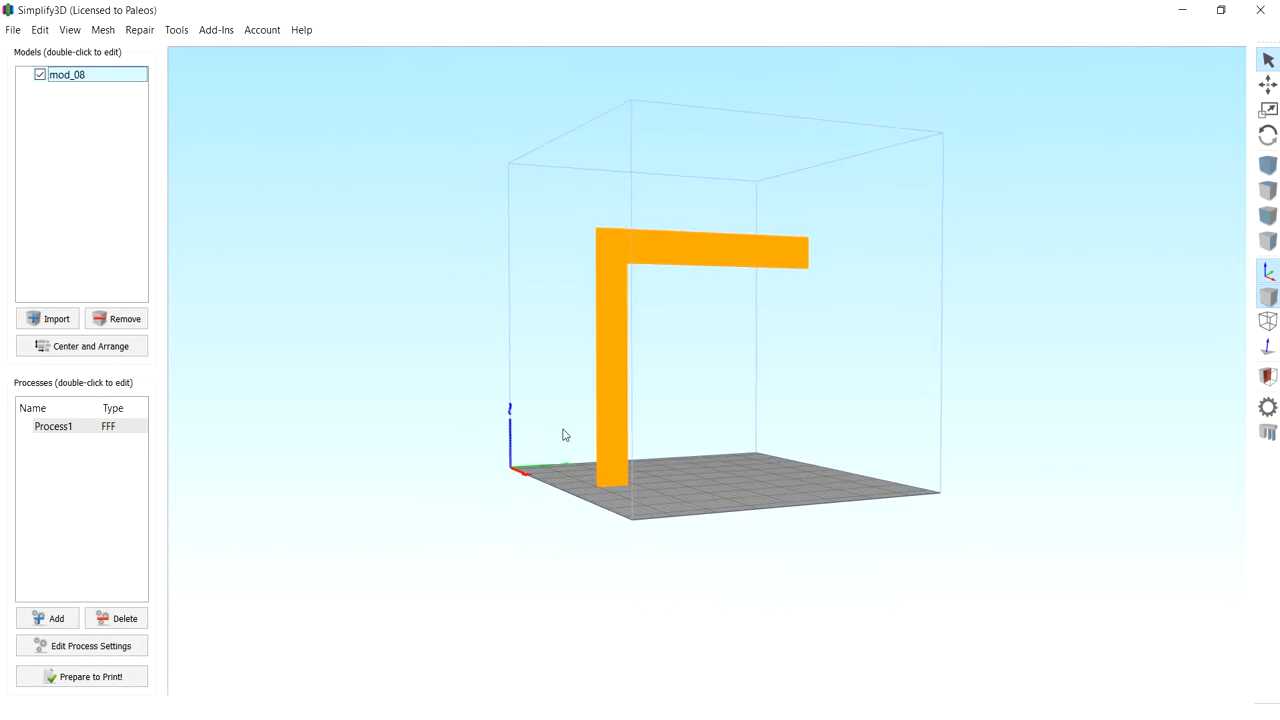 Simplify3D (Licensed to Paleos)
File Edit View Mesh Repair Tools Add-Ins Account Help
Models (double-click to edit)
mod_08
Import Remove
Center and Arrange
Processes (double-click to edit)
Name Type
Process1 FFF
Add Delete
Edit Process Settings
Prepare to Print!